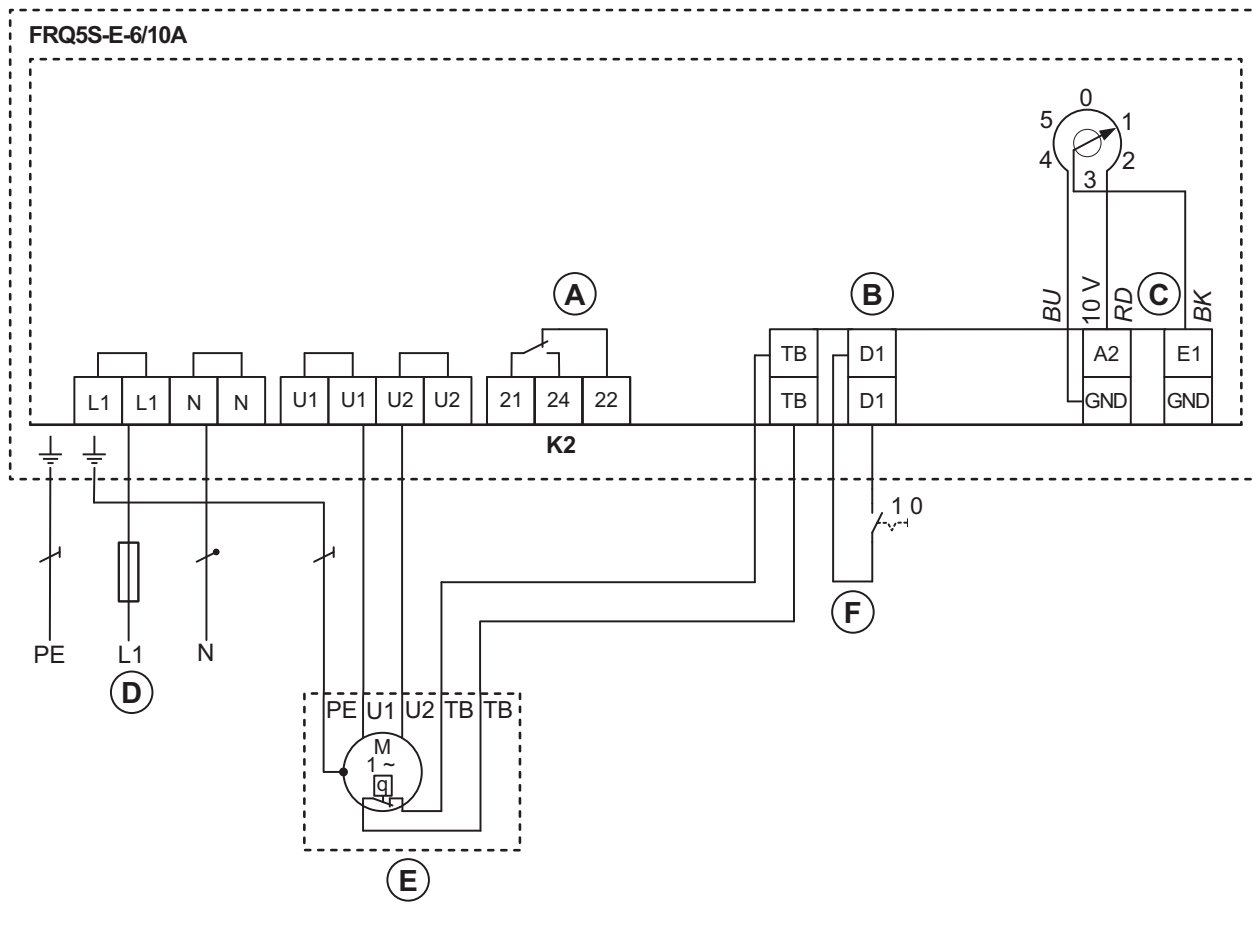 FRQ5S-E-6/10A
0
5 1
4 2
3
A B C
BU 10 V RD BK
TB D1 A2 E1
L1 L1 N N U1 U1 U2 U2 21 24 22 TB D1 GND GND
K2
1 0
F
PE L1 N
D
PE U1 U2 TB TB
M
1 ~
q
E